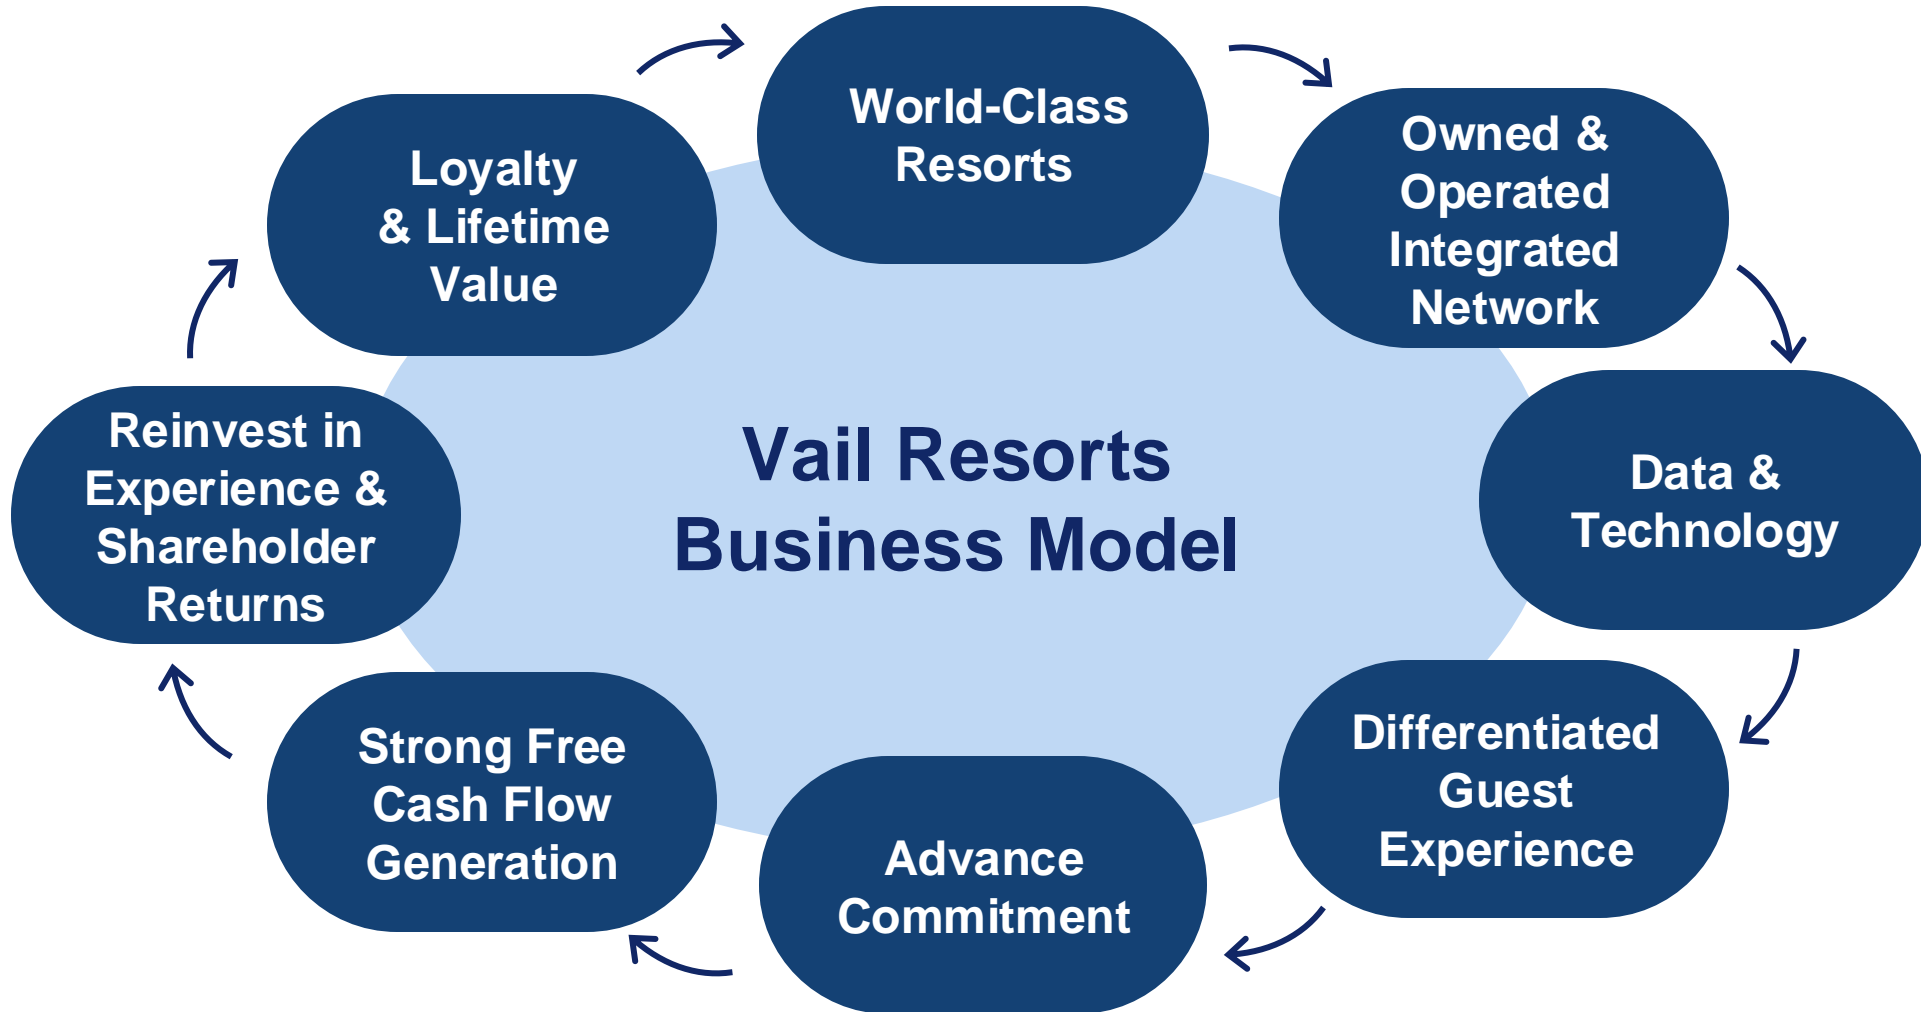 World-Class
Resorts
Owned &
Operated
Integrated
Network
Data &
Technology
Differentiated
Guest
Experience
Advance
Commitment
Strong Free
Cash Flow
Generation
Reinvest in
Experience &
Shareholder
Returns
Loyalty
& Lifetime
Value
Vail Resorts
Business Model